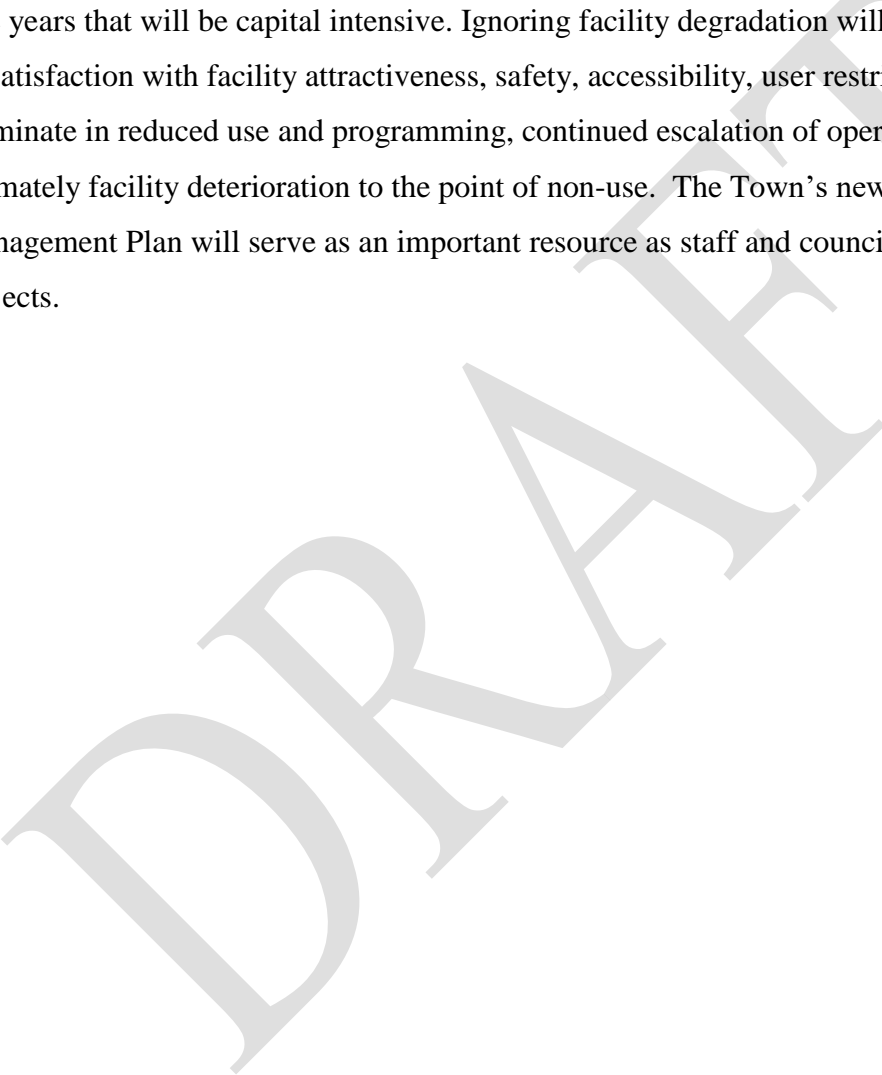 years that will be capital intensive. Ignoring facility degradation will
atisfaction with facility attractiveness, safety, accessibility, user restri
minate in reduced use and programming, continued escalation of oper
mately facility deterioration to the point of non-use.  The Town’s new
nagement Plan will serve as an important resource as staff and counci
ects.
DRAFT